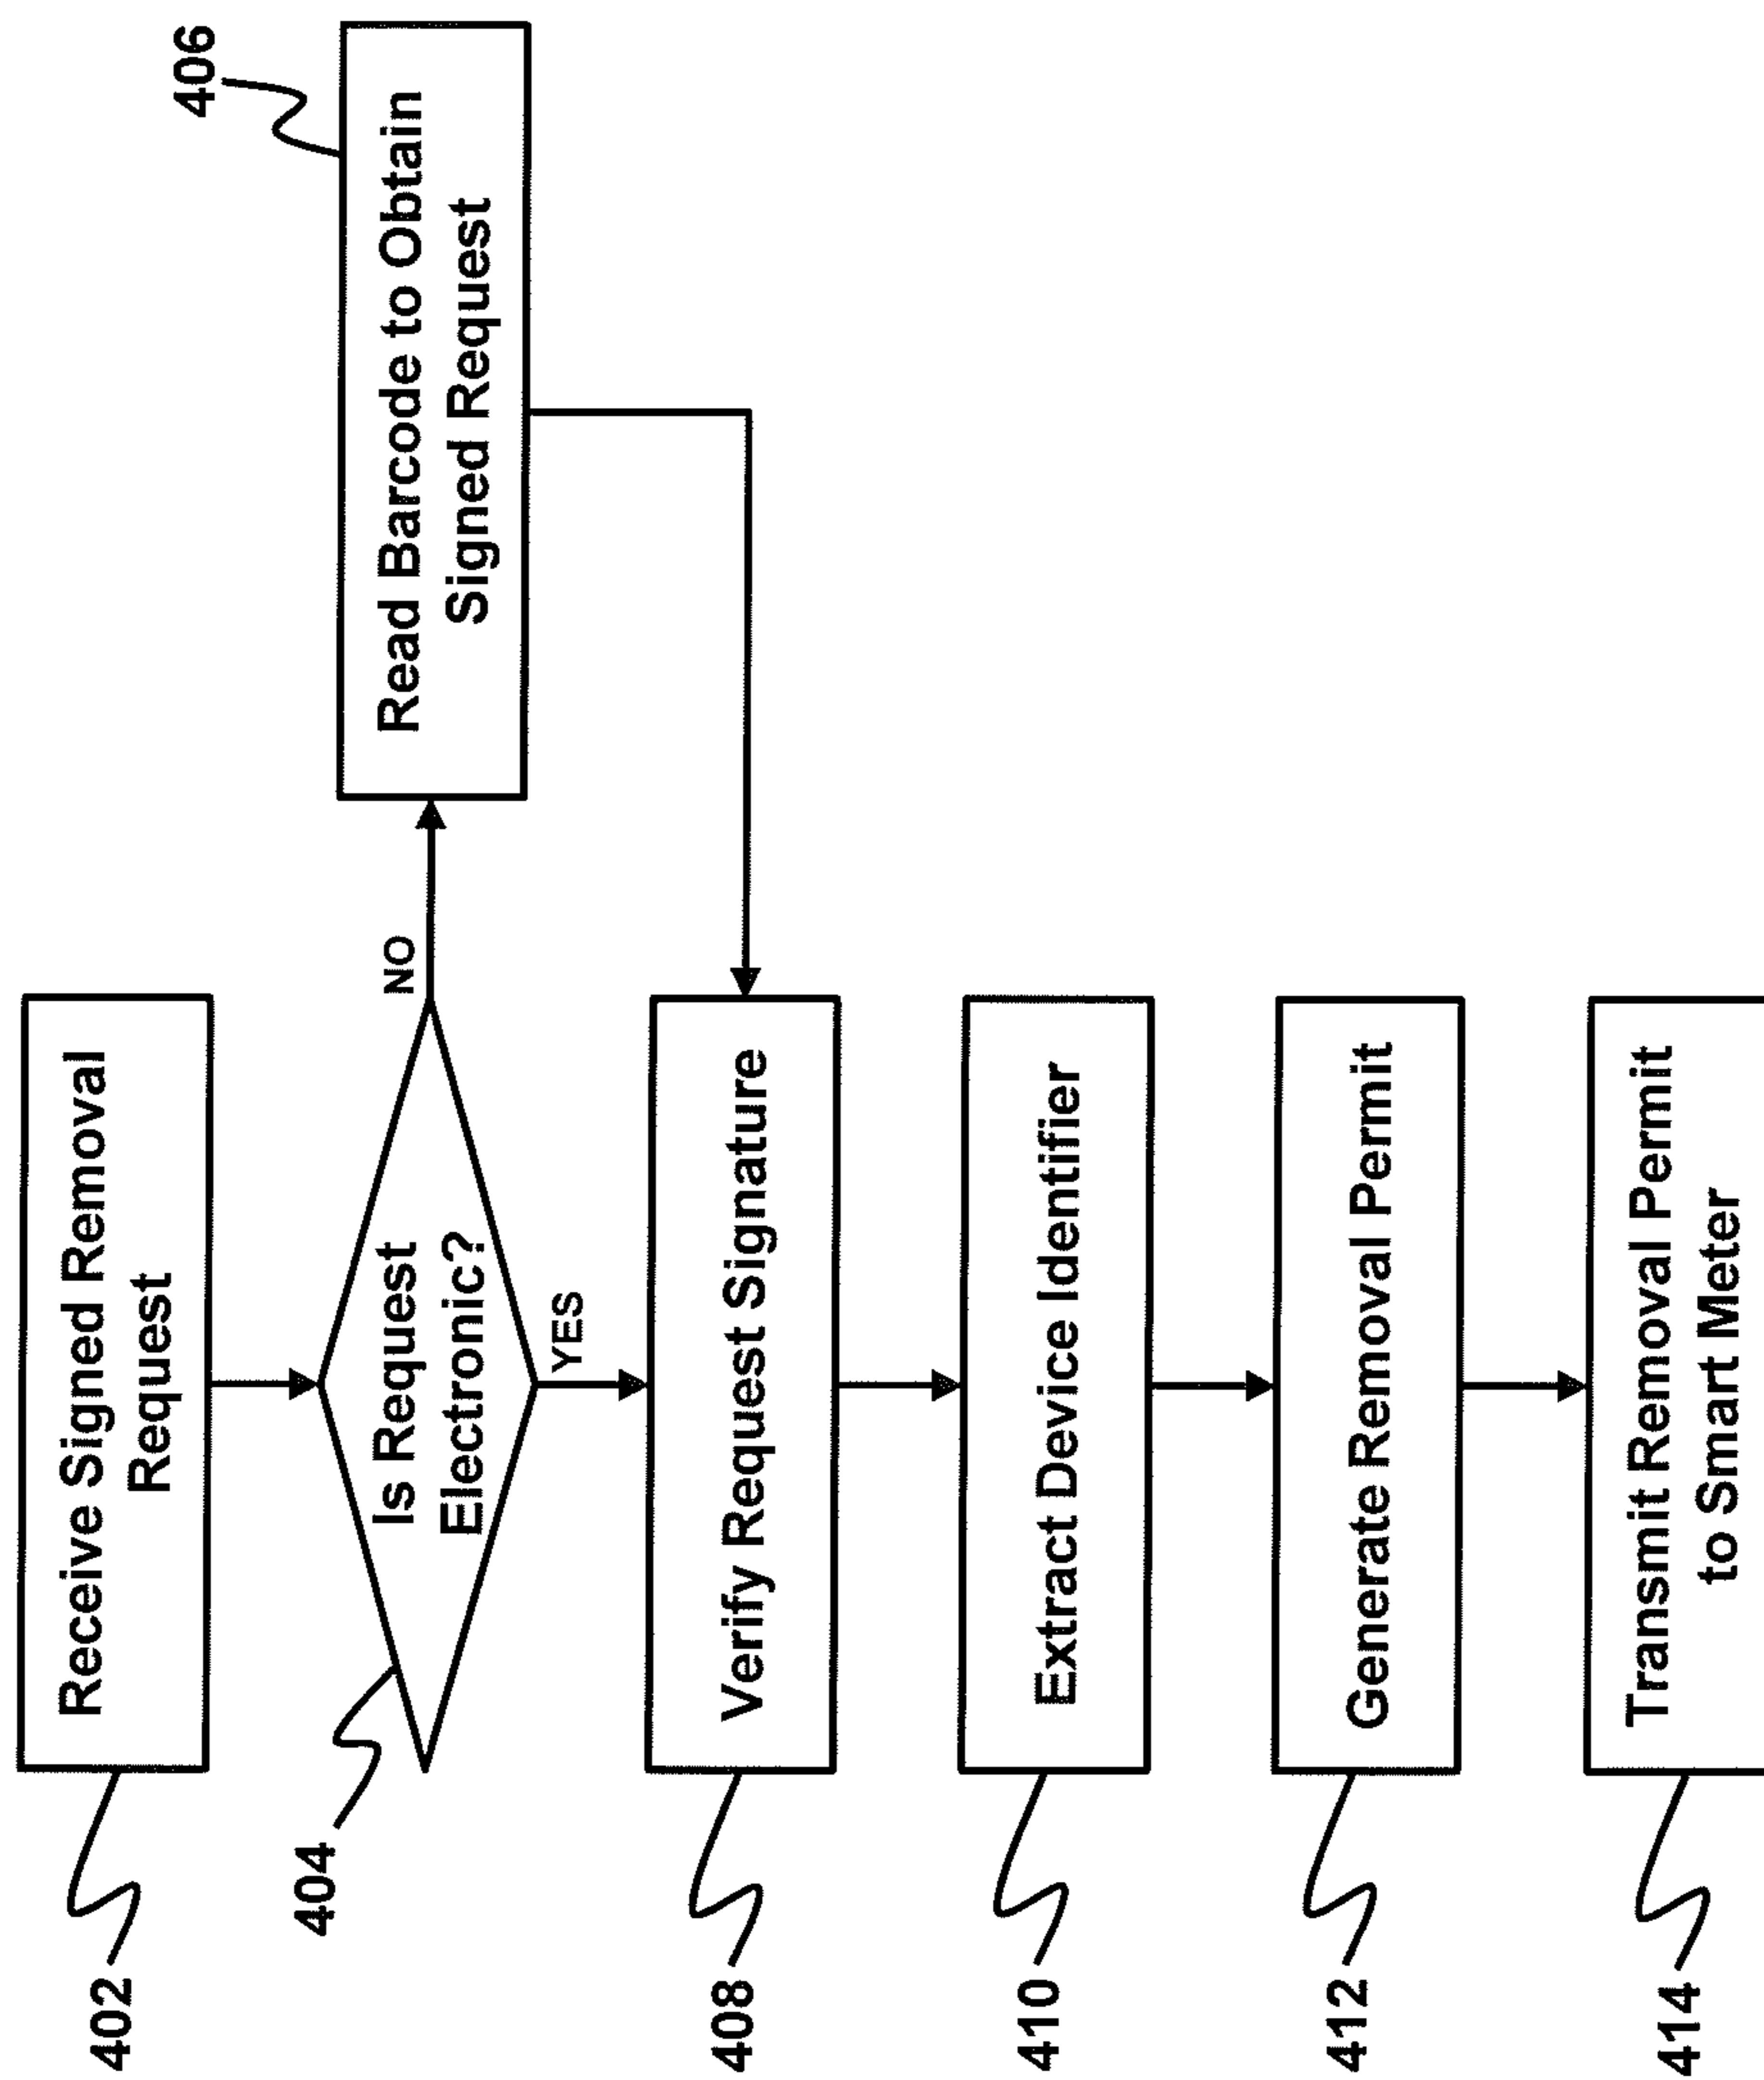 402
Receive Signed Removal
Request
404
Is Request
Electronic?
NO
YES
406
Read Barcode to Obtain
Signed Request
408
Verify Request Signature
410
Extract Device Identifier
412
Generate Removal Permit
414
Transmit Removal Permit
to Smart Meter